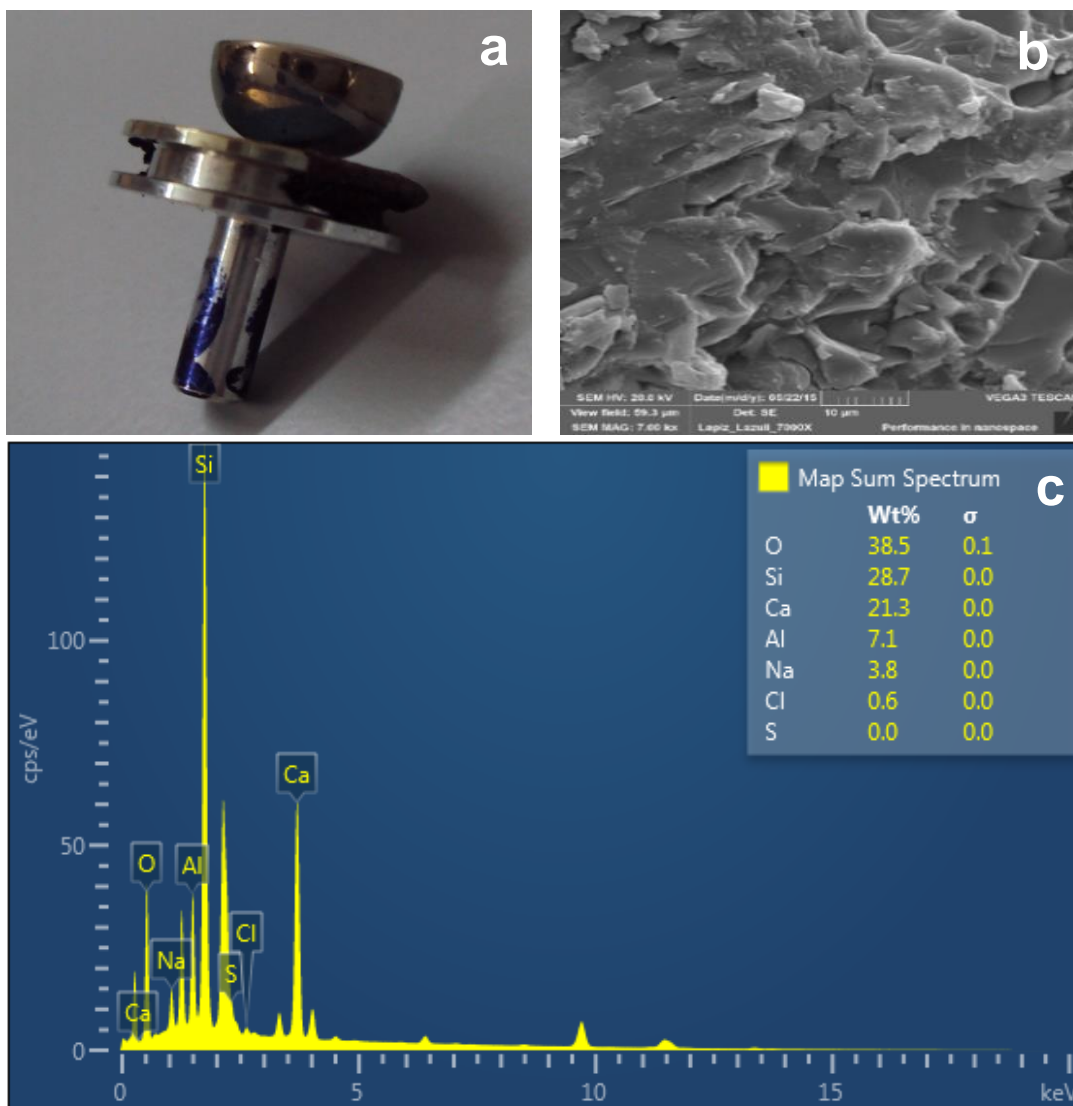 a
b
SEM HV: 20.0 kV Date(m/d/y): 05/22/15 VEGA3 TESCAN
View field: 59.3 µm Det: SE 10 µm
SEM MAG: 7.00 kx Lapiz_Lazuli_7000X Performance in nanospace
c
Map Sum Spectrum
Wt% σ
O 38.5 0.1
Si 28.7 0.0
Ca 21.3 0.0
Al 7.1 0.0
Na 3.8 0.0
Cl 0.6 0.0
S 0.0 0.0
Si
100
cps/eV
Ca
50
O
Al
Cl
Na
S
Ca
0
0 5 10 15 keV